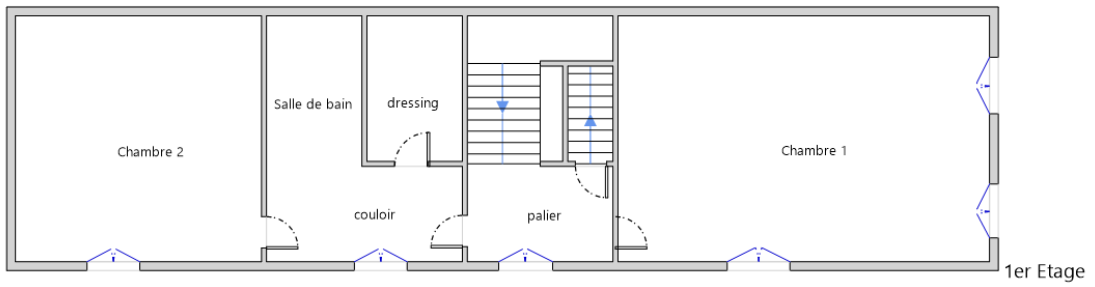 Salle de bain
dressing
Chambre 2
Chambre 1
couloir
palier
1er Etage